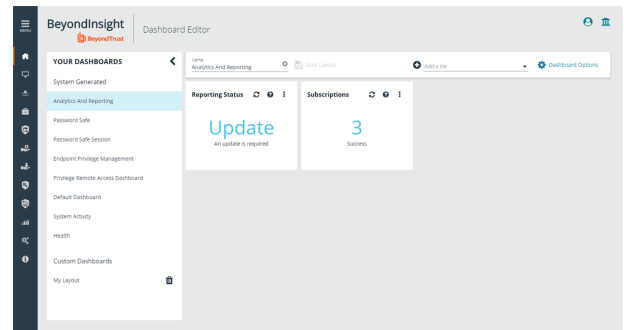 MENU
BeyondInsight
BeyondTrust
Dashboard Editor
YOUR DASHBOARDS
System Generated
Analytics And Reporting
Password Safe
Password Safe Session
Endpoint Privilege Management
Privilege Remote Access Dashboard
Default Dashboard
System Activity
Health
Custom Dashboards
My Layout
Name
Analytics And Reporting
Save Layout
Add a tile
Dashboard Options
Reporting Status
Update
An update is required
Subscriptions
3
Success